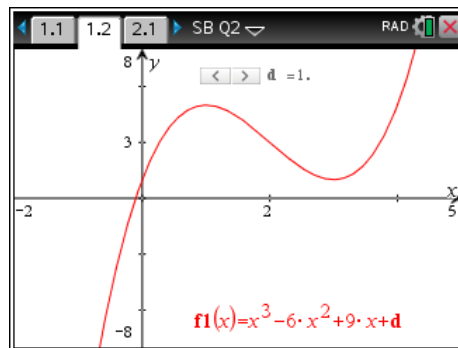 1.1 1.2 2.1 SB Q2 RAD
8 y
d =1.
3
x
-2 2 5
-8
f1(x)=x³-6·x²+9·x+d